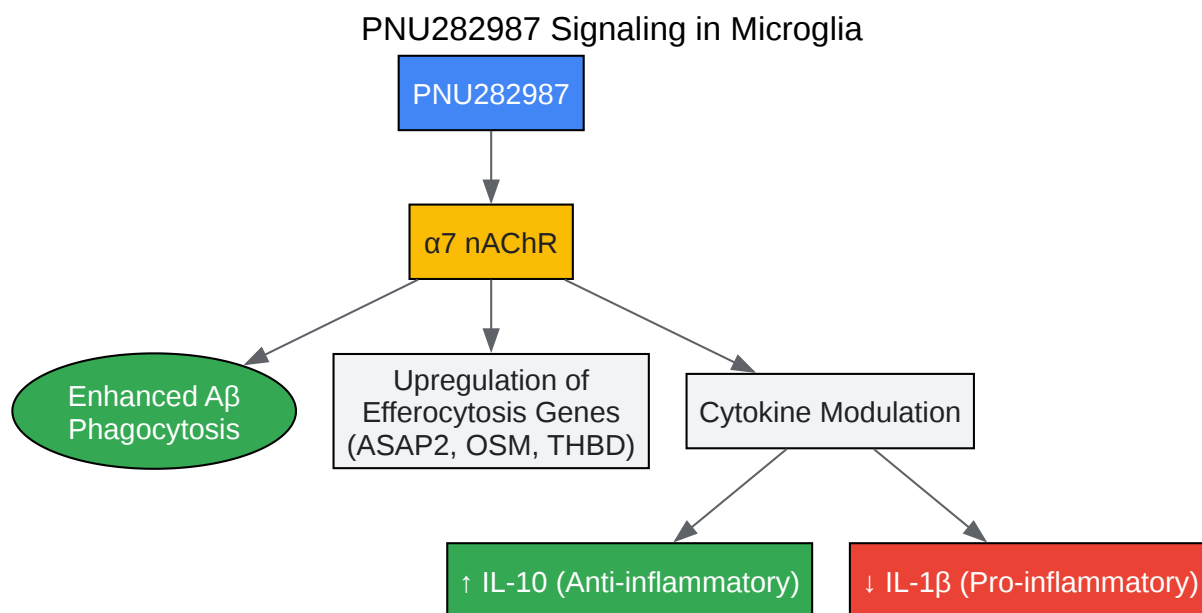 PNU282987 Signaling in Microglia
PNU282987
α7 nAChR
Enhanced Aβ
Phagocytosis
Upregulation of
Efferocytosis Genes
(ASAP2, OSM, THBD)
Cytokine Modulation
↑ IL-10 (Anti-inflammatory)
↓ IL-1β (Pro-inflammatory)